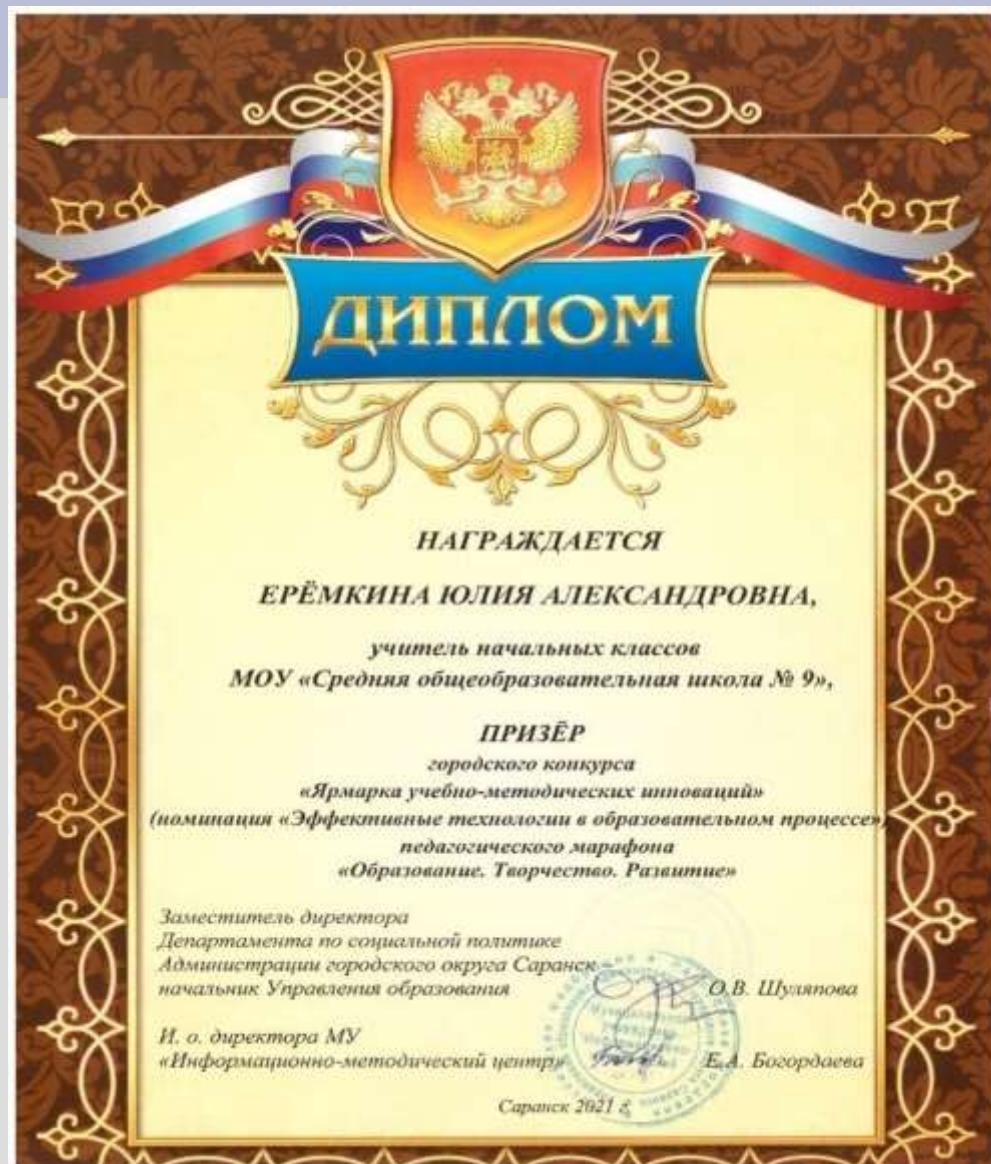 ДИПЛОМ
НАГРАЖДАЕТСЯ
ЕРЁМКИНА ЮЛИЯ АЛЕКСАНДРОВНА,
учитель начальных классов
МОУ «Средняя общеобразовательная школа № 9»,
ПРИЗЁР
городского конкурса
«Ярмарка учебно-методических инноваций»
(номинация «Эффективные технологии в образовательном процессе»)
педагогического марафона
«Образование. Творчество. Развитие»
Заместитель директора
Департамента по социальной политике
Администрации городского округа Саранск
начальник Управления образования О.В. Шуляпова
И. о. директора МУ
«Информационно-методический центр» Е.А. Богордаева
Саранск 2021 г.